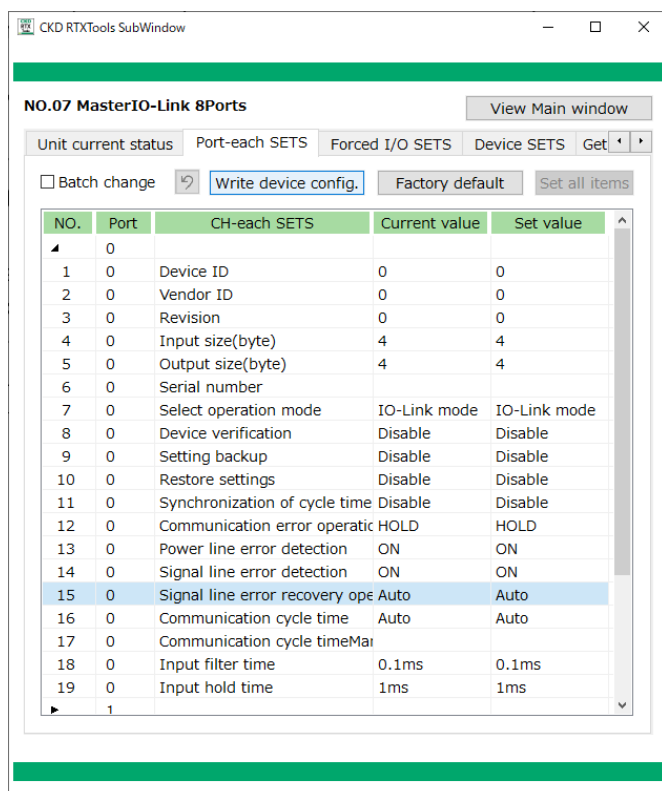 CKD RTXTools SubWindow
NO.07 MasterIO-Link 8Ports
View Main window
Unit current status Port-each SETS Forced I/O SETS Device SETS Get
Batch change Write device config. Factory default Set all items
NO. Port CH-each SETS Current value Set value
0
1 0 Device ID 0 0
2 0 Vendor ID 0 0
3 0 Revision 0 0
4 0 Input size(byte) 4 4
5 0 Output size(byte) 4 4
6 0 Serial number
7 0 Select operation mode IO-Link mode IO-Link mode
8 0 Device verification Disable Disable
9 0 Setting backup Disable Disable
10 0 Restore settings Disable Disable
11 0 Synchronization of cycle time Disable Disable
12 0 Communication error operatic HOLD HOLD
13 0 Power line error detection ON ON
14 0 Signal line error detection ON ON
15 0 Signal line error recovery ope Auto Auto
16 0 Communication cycle time Auto Auto
17 0 Communication cycle timeMar
18 0 Input filter time 0.1ms 0.1ms
19 0 Input hold time 1ms 1ms
1